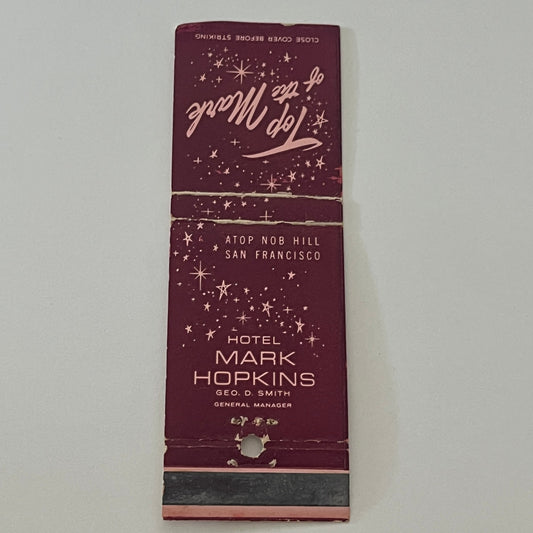 CLOSE COVER BEFORE STRIKING
Top of the Mark
ATOP NOB HILL
SAN FRANCISCO
HOTEL
MARK
HOPKINS
GEO. D. SMITH
GENERAL MANAGER